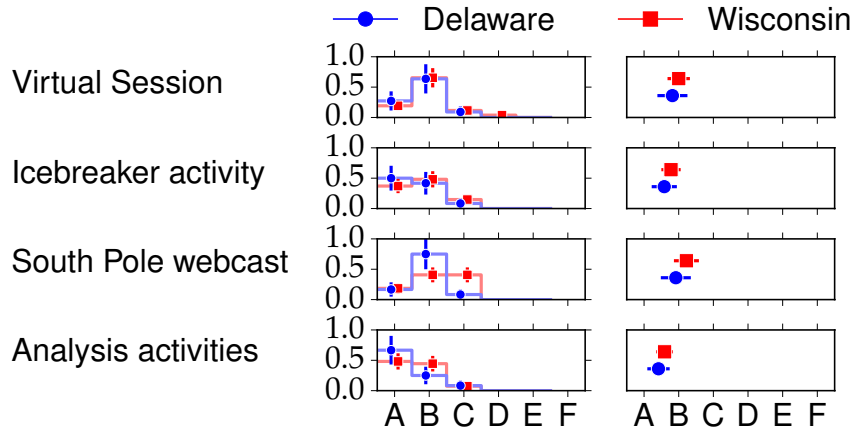 Delaware Wisconsin
Virtual Session
1.0
0.5
0.0
Icebreaker activity
1.0
0.5
0.0
South Pole webcast
1.0
0.5
0.0
Analysis activities
1.0
0.5
0.0
A B C D E F A B C D E F